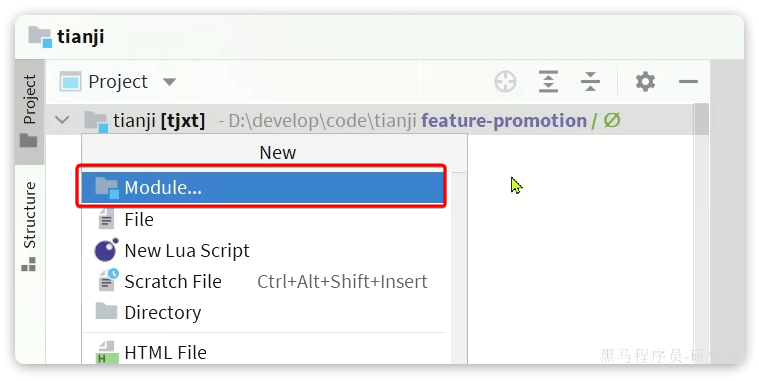 tianji
Project
Project
tianji [tjxt] - D:\develop\code\tianji feature-promotion / Ø
New
Module...
File
New Lua Script
Scratch File Ctrl+Alt+Shift+Insert
Directory
HTML File
Structure
黑马程序员-研究